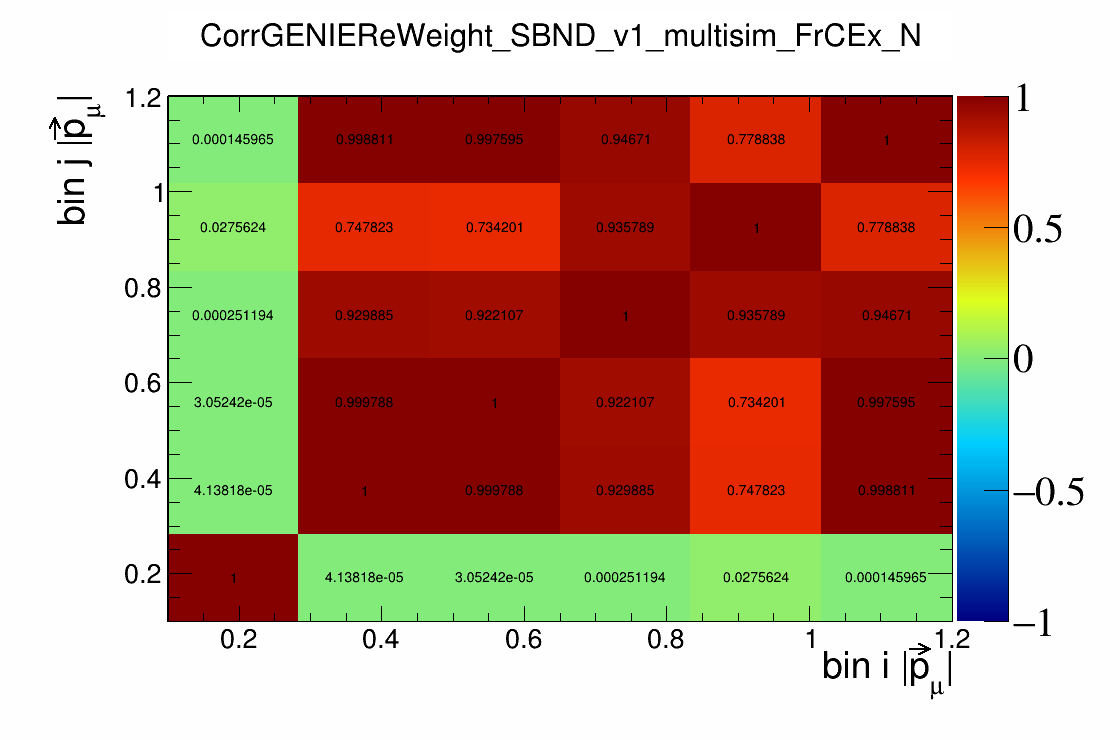 CorrGENIEReWeight_SBND_v1_multisim_FrCEx_N
bin j |p⃗μ|
1.2
1
0.8
0.6
0.4
0.2
0.000145965 0.998811 0.997595 0.94671 0.778838 1
0.0275624 0.747823 0.734201 0.935789 1 0.778838
0.000251194 0.929885 0.922107 1 0.935789 0.94671
3.05242e-05 0.999788 1 0.922107 0.734201 0.997595
4.13818e-05 1 0.999788 0.929885 0.747823 0.998811
1 4.13818e-05 3.05242e-05 0.000251194 0.0275624 0.000145965
0.2 0.4 0.6 0.8 1 1.2
bin i |p⃗μ|
1
0.5
0
−0.5
−1